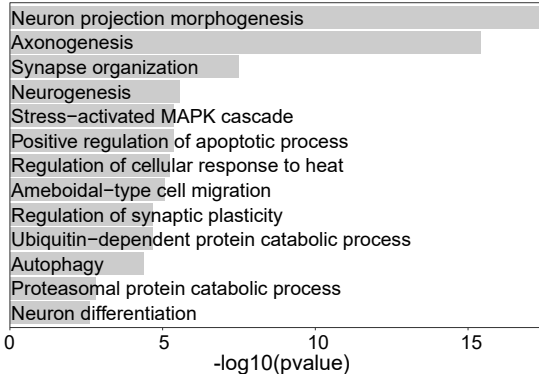 Neuron projection morphogenesis
Axonogenesis
Synapse organization
Neurogenesis
Stress−activated MAPK cascade
Positive regulation of apoptotic process
Regulation of cellular response to heat
Ameboidal−type cell migration
Regulation of synaptic plasticity
Ubiquitin−dependent protein catabolic process
Autophagy
Proteasomal protein catabolic process
Neuron differentiation
0 5 10 15
-log10(pvalue)